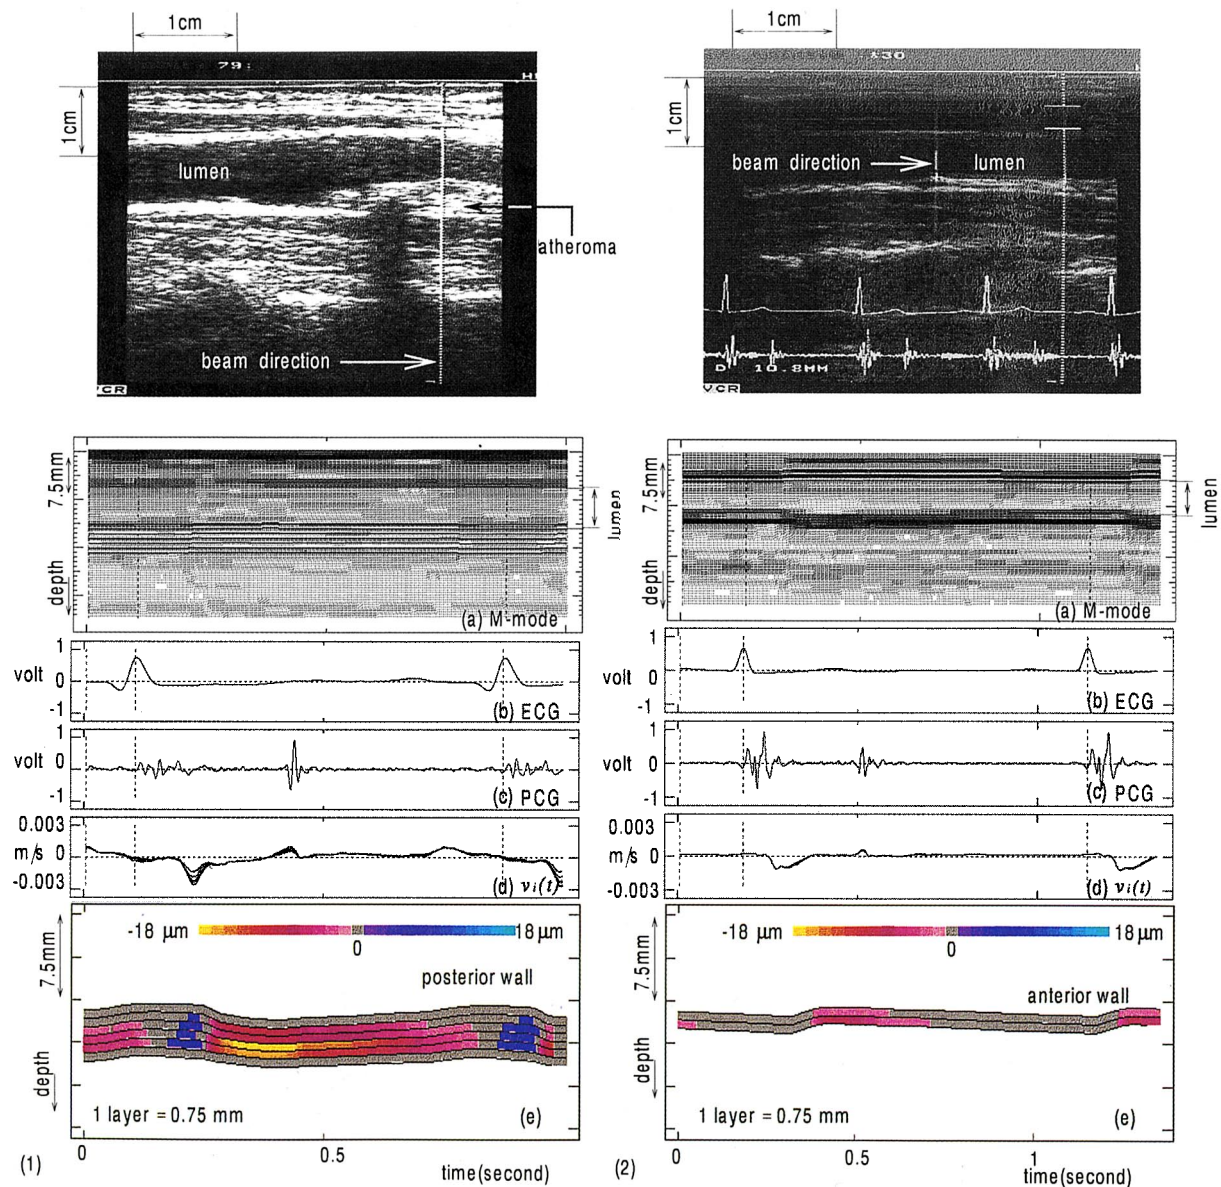 1cm
79:
1cm
lumen
atheroma
beam direction
VCR
7.5mm
depth
lumen
(a) M-mode
1
volt 0
-1
(b) ECG
volt 0
-1
(c) PCG
0.003
m/s 0
-0.003
(d) vi(t)
-18 µm 18 µm
0
7.5mm
posterior wall
depth
1 layer = 0.75 mm (e)
0 0.5
(1) time(second)
1cm
130
1cm
beam direction lumen
D 10.8MM
VCR
7.5mm
depth
lumen
(a) M-mode
1
volt 0
-1
(b) ECG
1
volt 0
-1
(c) PCG
0.003
m/s 0
-0.003
(d) vi(t)
-18 µm 18 µm
0
7.5mm
anterior wall
depth
1 layer = 0.75 mm (e)
0 0.5 1
(2) time(second)